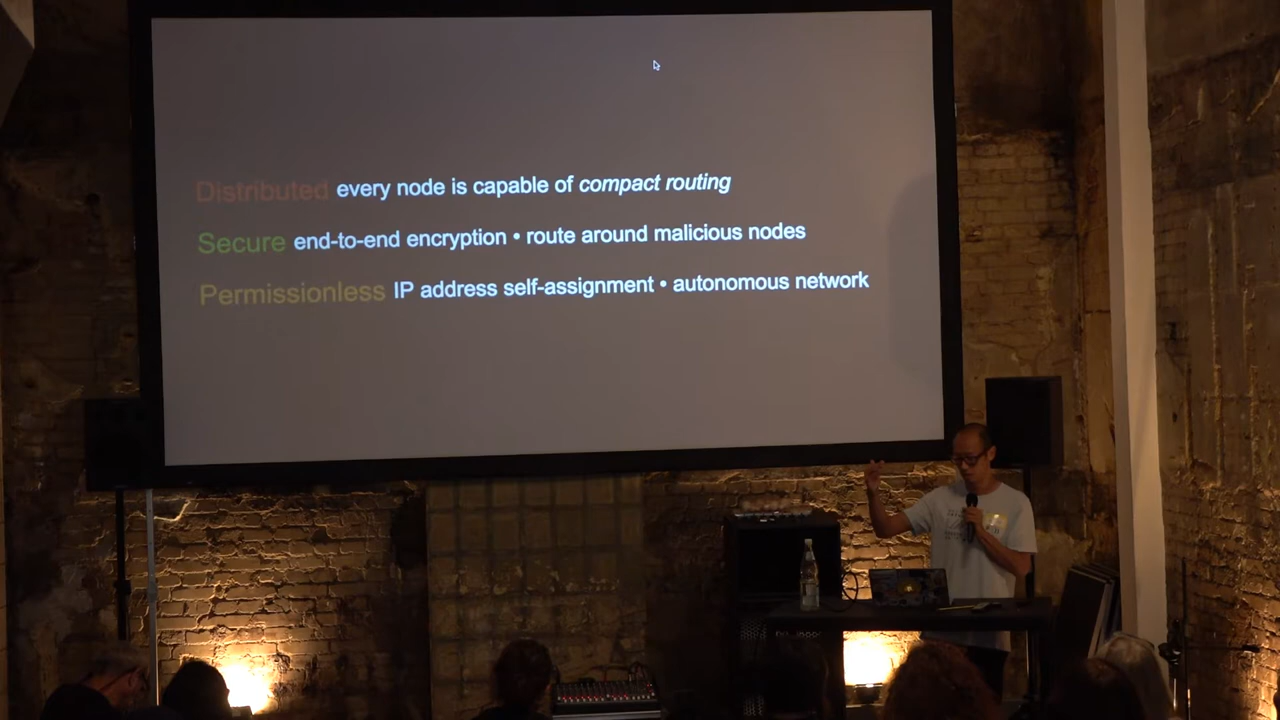 Distributed every node is capable of compact routing
Secure end-to-end encryption • route around malicious nodes
Permissionless IP address self-assignment • autonomous network